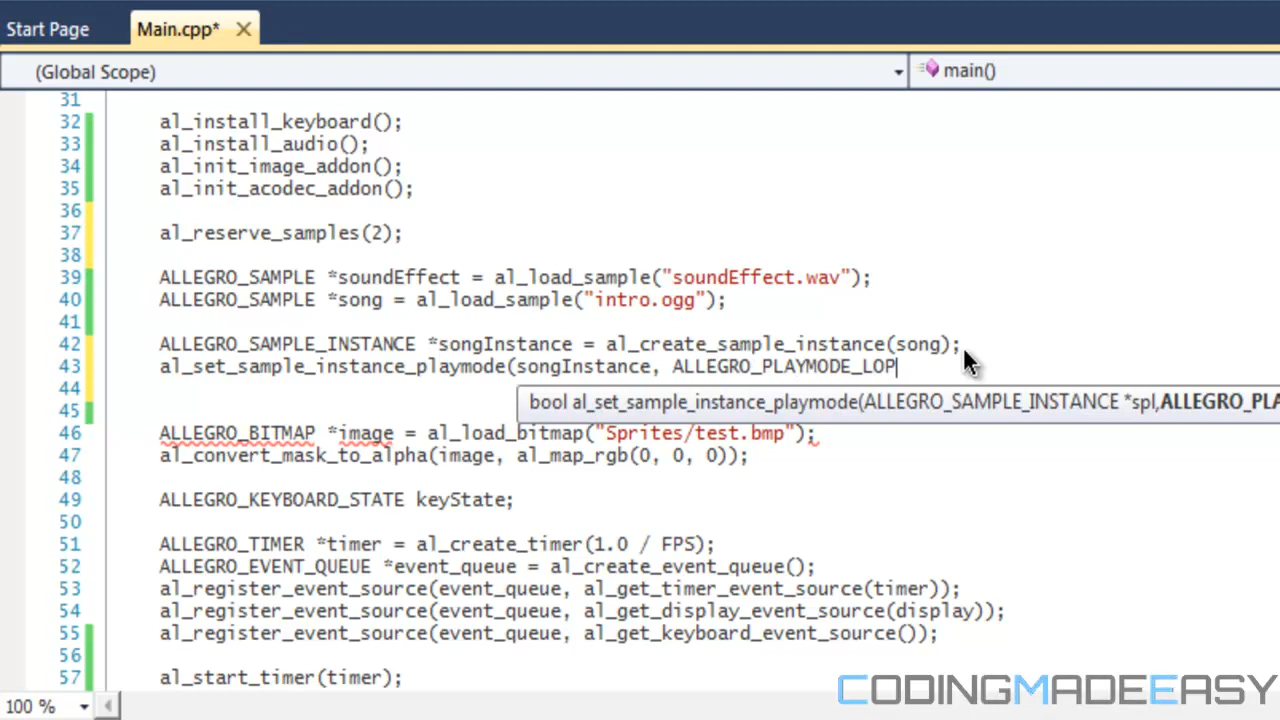 Start Page
Main.cpp*
(Global Scope)
main()
31
32 al_install_keyboard();
33 al_install_audio();
34 al_init_image_addon();
35 al_init_acodec_addon();
36
37 al_reserve_samples(2);
38
39 ALLEGRO_SAMPLE *soundEffect = al_load_sample("soundEffect.wav");
40 ALLEGRO_SAMPLE *song = al_load_sample("intro.ogg");
41
42 ALLEGRO_SAMPLE_INSTANCE *songInstance = al_create_sample_instance(song);
43 al_set_sample_instance_playmode(songInstance, ALLEGRO_PLAYMODE_LOP
44
bool al_set_sample_instance_playmode(ALLEGRO_SAMPLE_INSTANCE *spl,ALLEGRO_PLA
45
46 ALLEGRO_BITMAP *image = al_load_bitmap("Sprites/test.bmp");
47 al_convert_mask_to_alpha(image, al_map_rgb(0, 0, 0));
48
49 ALLEGRO_KEYBOARD_STATE keyState;
50
51 ALLEGRO_TIMER *timer = al_create_timer(1.0 / FPS);
52 ALLEGRO_EVENT_QUEUE *event_queue = al_create_event_queue();
53 al_register_event_source(event_queue, al_get_timer_event_source(timer));
54 al_register_event_source(event_queue, al_get_display_event_source(display));
55 al_register_event_source(event_queue, al_get_keyboard_event_source());
56
57 al_start_timer(timer);
100 %
CODINGMADEEASY